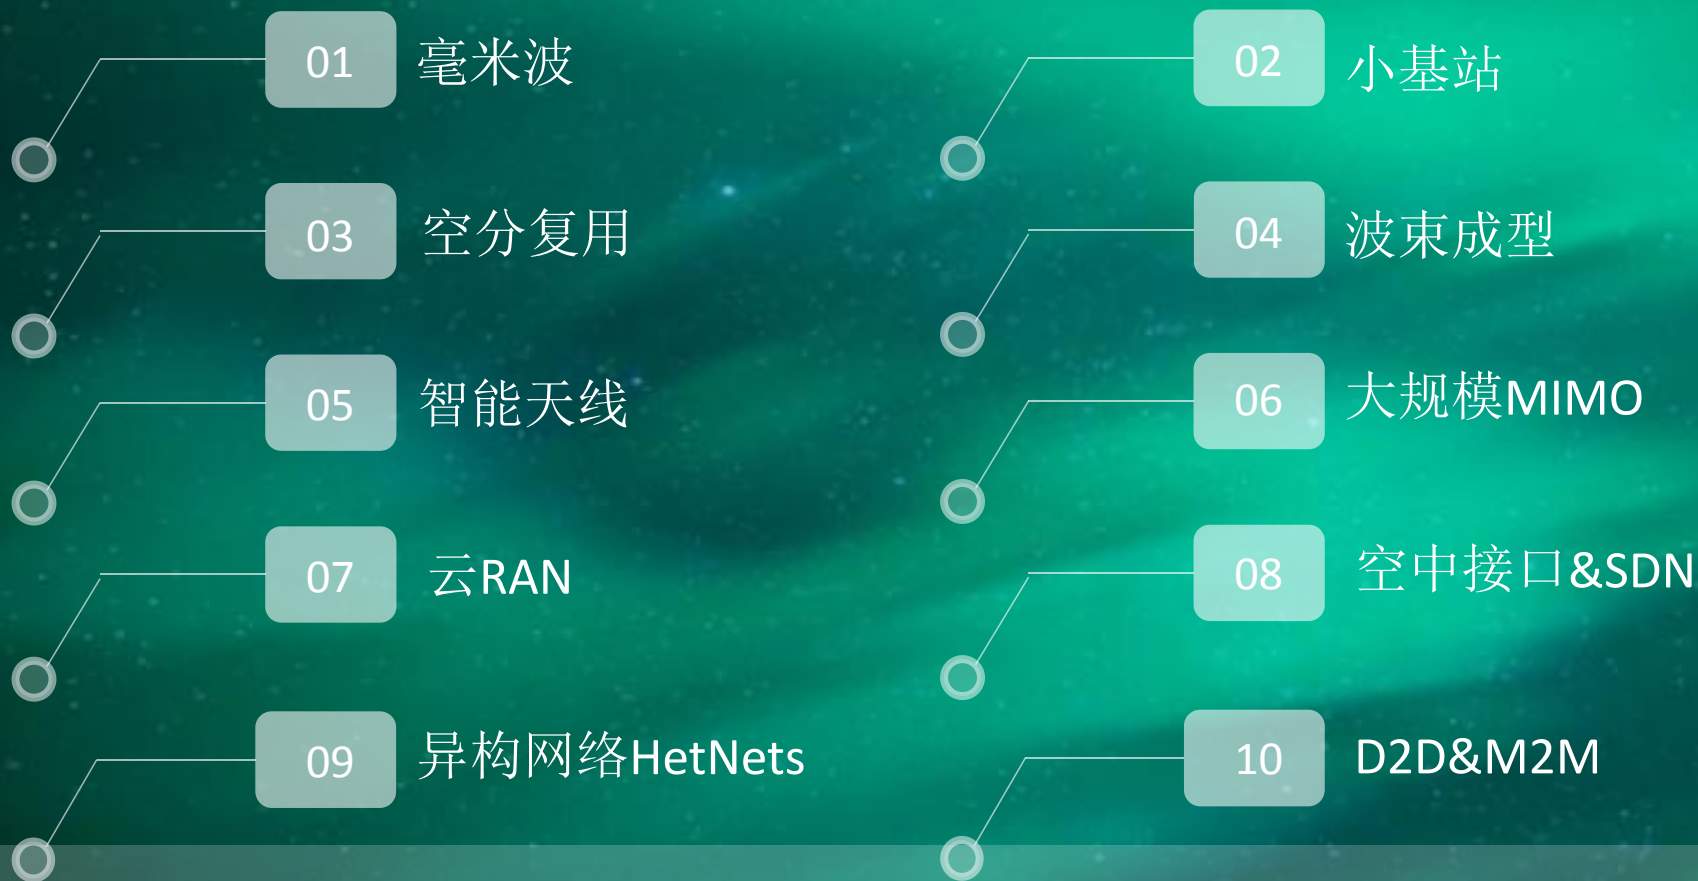 01 毫米波
02 小基站
03 空分复用
04 波束成型
05 智能天线
06 大规模MIMO
07 云RAN
08 空中接口&SDN
09 异构网络HetNets
10 D2D&M2M